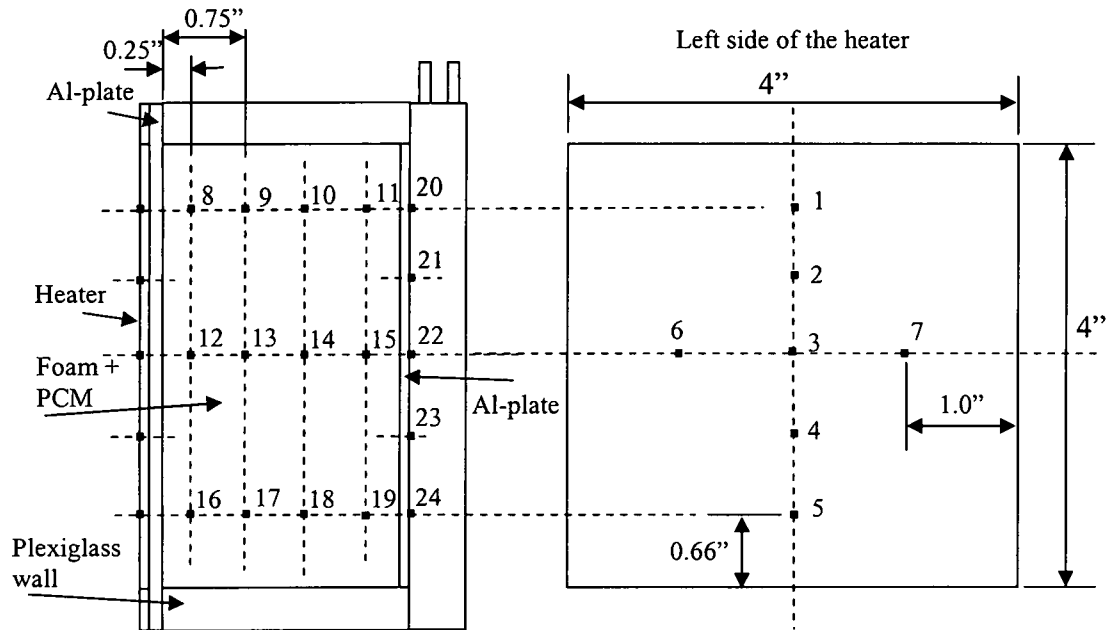 0.75”
0.25”
Left side of the heater
4”
Al-plate
8 9 10 11 20
1
21
2
Heater
12 13 14 15 22
6 3 7
4”
Foam +
PCM
Al-plate
1.0”
23
4
16 17 18 19 24
5
0.66”
Plexiglass
wall